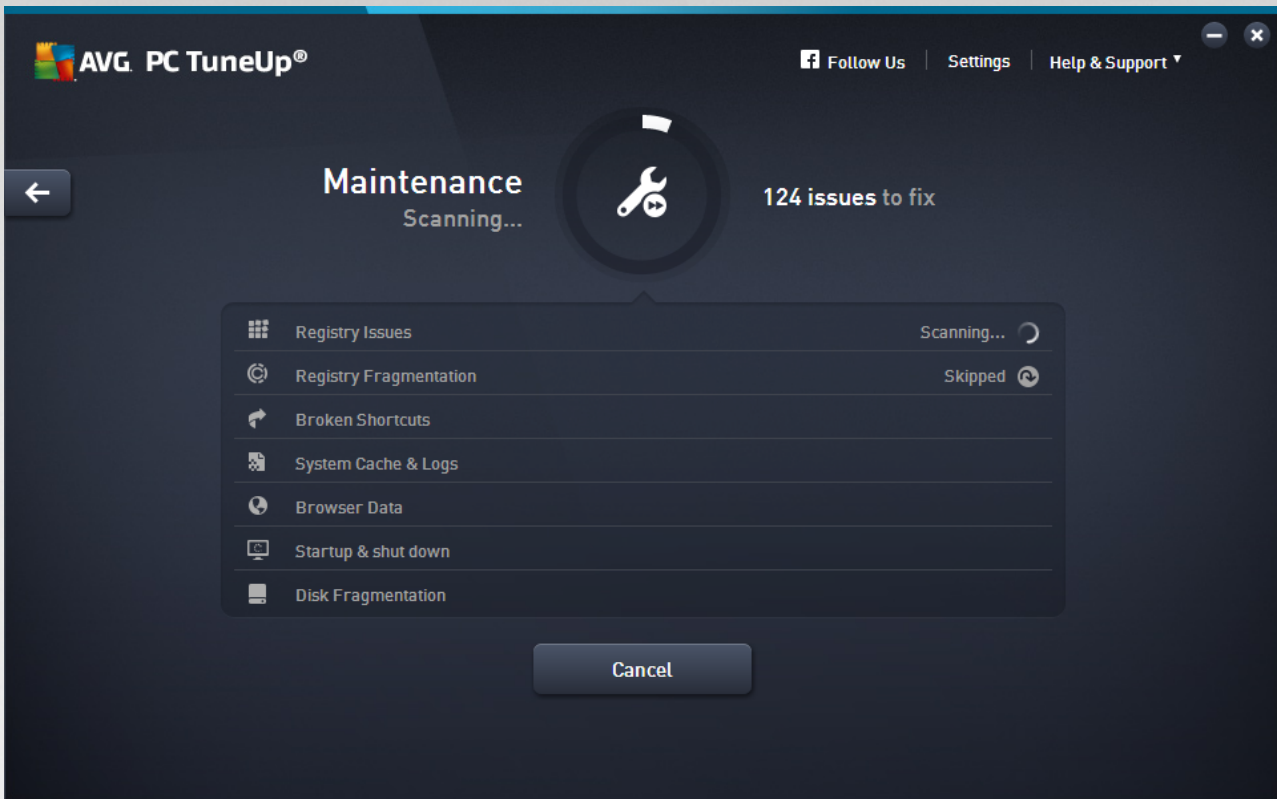 AVG. PC TuneUp®
Follow Us
Settings
Help & Support
Maintenance
Scanning...
124 issues to fix
Registry Issues
Scanning...
Registry Fragmentation
Skipped
Broken Shortcuts
System Cache & Logs
Browser Data
Startup & shut down
Disk Fragmentation
Cancel